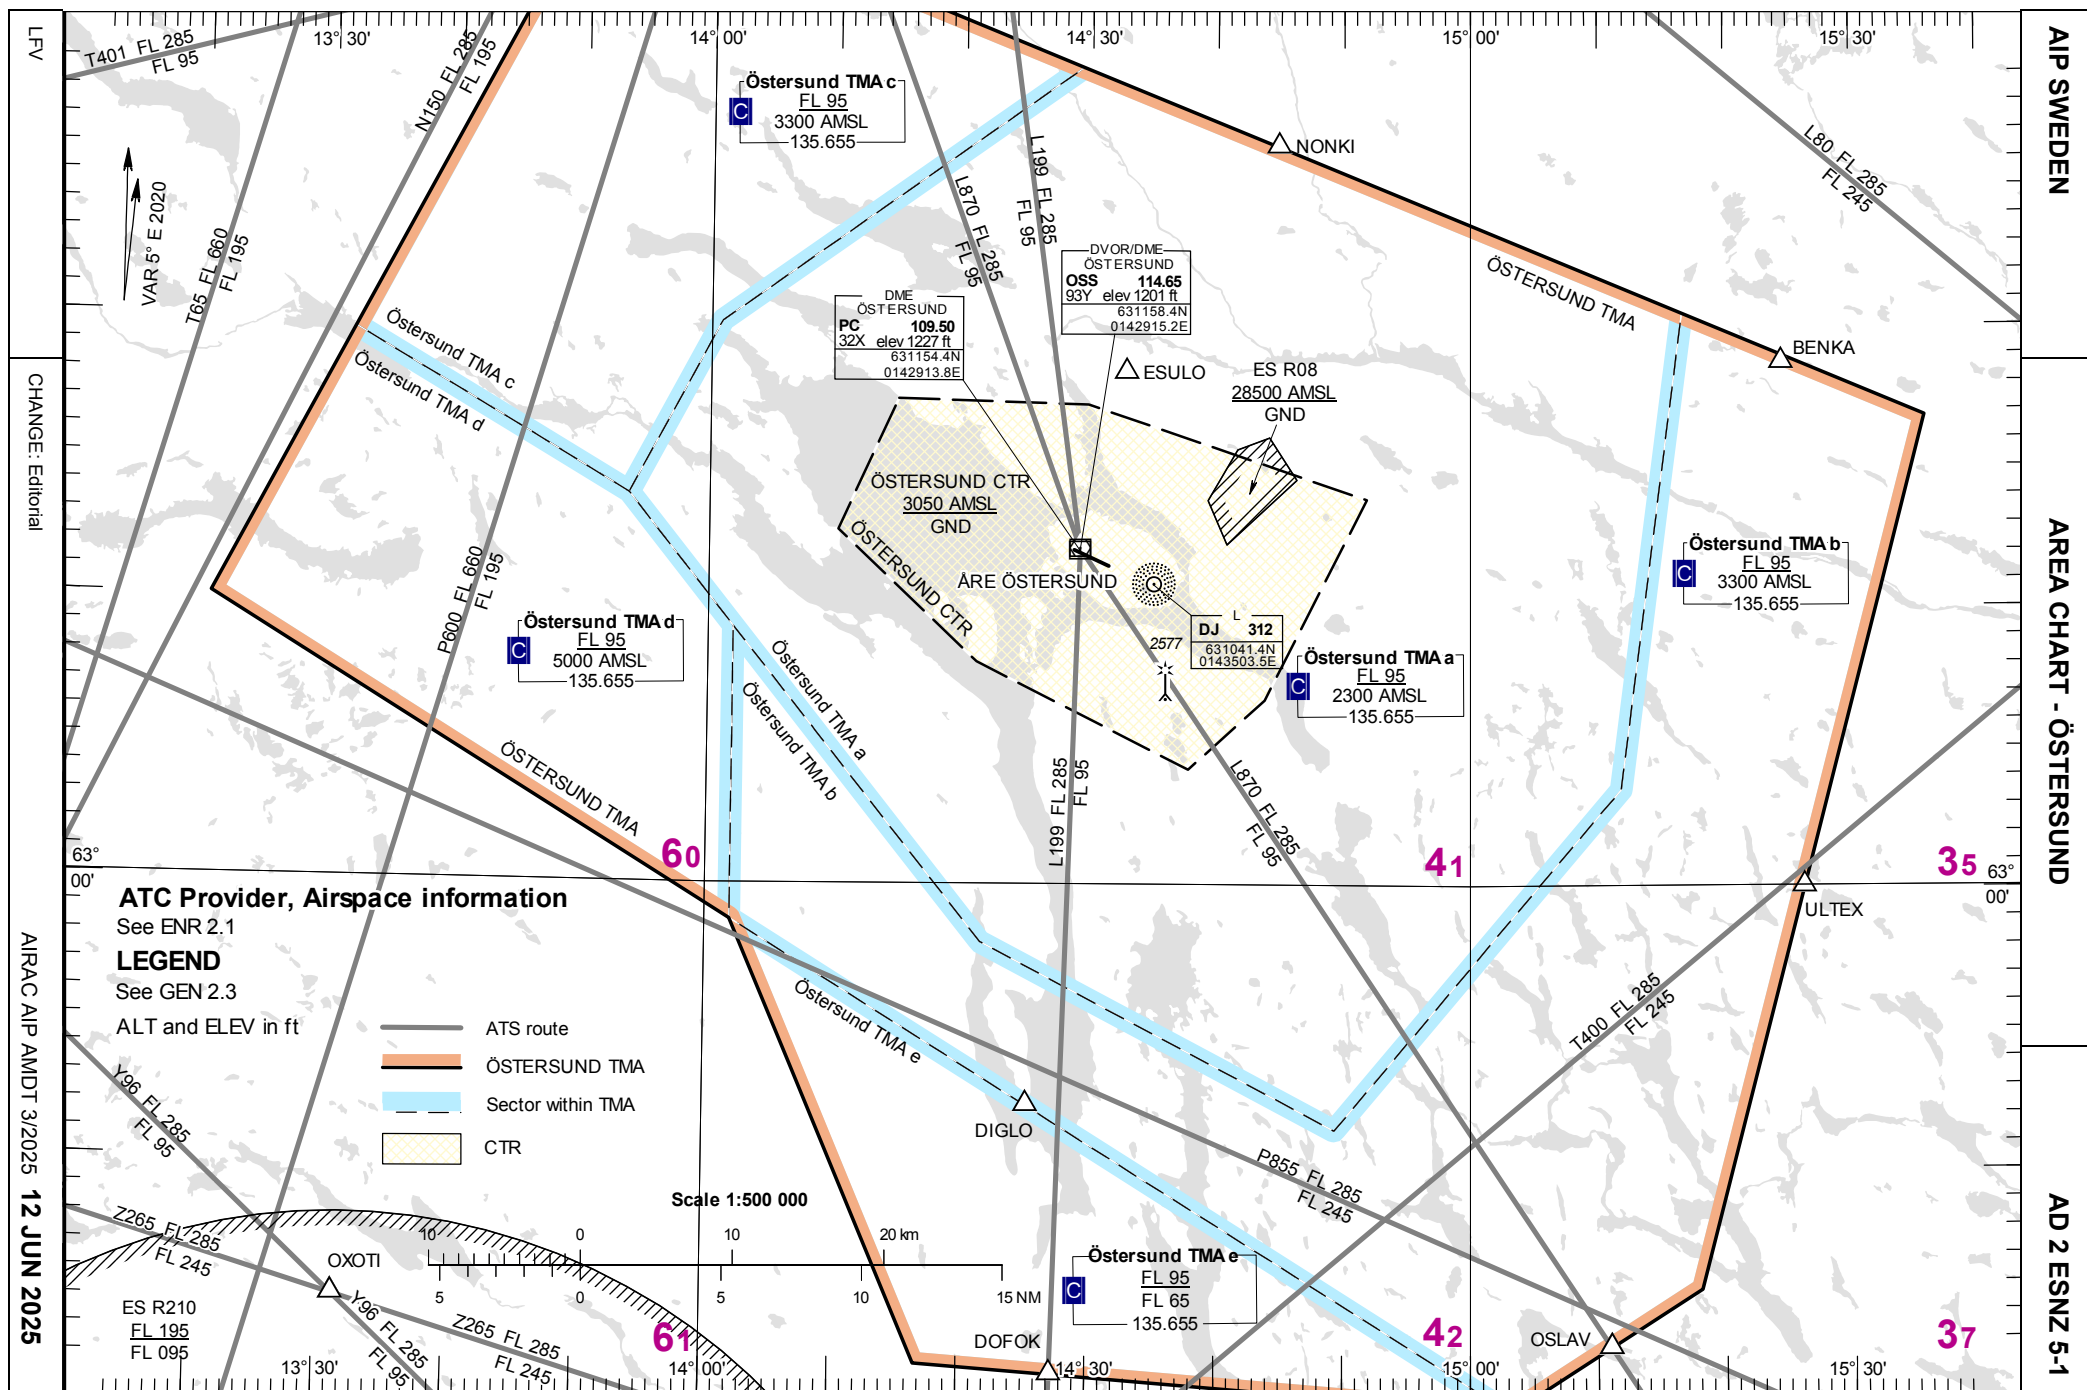 LFV
CHANGE: Editorial
AIRAC AIP AMDT 3/2025 12 JUN 2025
AIP SWEDEN
AREA CHART - ÖSTERSUND
AD 2 ESNZ 5-1
13°30'
14°00'
14°30'
15°00'
15°30'
T401 FL 285
FL 95
N150 FL 285
FL 195
VAR 5° E 2020
T65 FL 660
FL 195
Östersund TMA c
FL 95
3300 AMSL
135.655
C
L870 FL 285
FL 95
L199 FL 285
FL 95
NONKI
L80 FL 285
FL 245
ÖSTERSUND TMA
BENKA
DVOR/DME
ÖSTERSUND
OSS 114.65
93Y elev 1201 ft
631158.4N
0142915.2E
DME
ÖSTERSUND
PC 109.50
32X elev 1227 ft
631154.4N
0142913.8E
ESULO
ES R08
28500 AMSL
GND
Östersund TMA c
Östersund TMA d
ÖSTERSUND CTR
3050 AMSL
GND
ÖSTERSUND CTR
ÅRE ÖSTERSUND
L
DJ 312
631041.4N
0143503.5E
2577
P600 FL 660
FL 195
Östersund TMA d
FL 95
5000 AMSL
135.655
C
Östersund TMA b
FL 95
3300 AMSL
135.655
C
Östersund TMA a
FL 95
2300 AMSL
135.655
C
Östersund TMA a
Östersund TMA b
ÖSTERSUND TMA
L199 FL 285
FL 95
L870 FL 285
FL 95
63°
00'
60
41
35
63°
00'
ULTEX
ATC Provider, Airspace information
See ENR 2.1
LEGEND
See GEN 2.3
ALT and ELEV in ft
ATS route
ÖSTERSUND TMA
Sector within TMA
CTR
Östersund TMA e
DIGLO
T400 FL 285
FL 245
P855 FL 285
FL 245
Y96 FL 285
FL 95
Z265 FL 285
FL 245
OXOTI
Scale 1:500 000
10 0 10 20 km
5 0 5 10 15 NM
Y96 FL 285
FL 95
Z265 FL 285
FL 245
ES R210
FL 195
FL 095
Östersund TMA e
FL 95
FL 65
135.655
C
DOFOK
OSLAV
61
42
37
13°30'
14°00'
14°30'
15°00'
15°30'